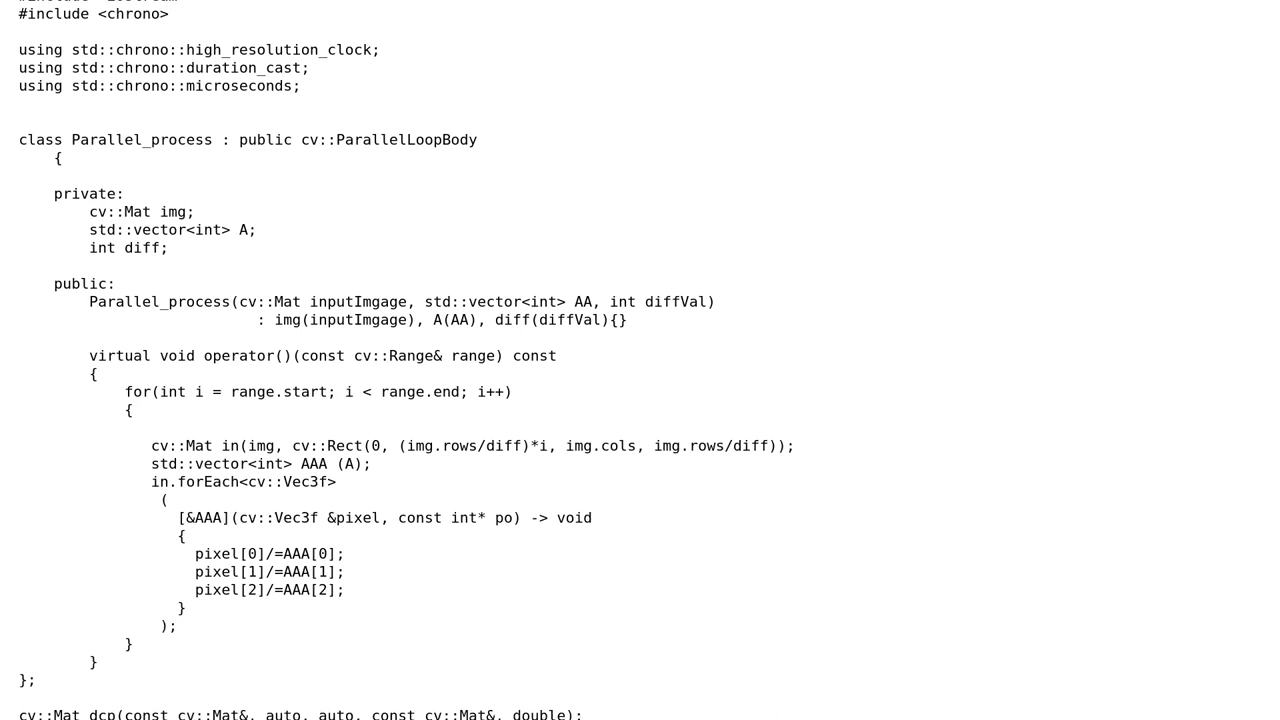 #include <chrono>
using std::chrono::high_resolution_clock;
using std::chrono::duration_cast;
using std::chrono::microseconds;
class Parallel_process : public cv::ParallelLoopBody
{
private:
cv::Mat img;
std::vector<int> A;
int diff;
public:
Parallel_process(cv::Mat inputImgage, std::vector<int> AA, int diffVal)
: img(inputImgage), A(AA), diff(diffVal){}
virtual void operator()(const cv::Range& range) const
{
for(int i = range.start; i < range.end; i++)
{
cv::Mat in(img, cv::Rect(0, (img.rows/diff)*i, img.cols, img.rows/diff));
std::vector<int> AAA (A);
in.forEach<cv::Vec3f>
(
[&AAA](cv::Vec3f &pixel, const int* po) -> void
{
pixel[0]/=AAA[0];
pixel[1]/=AAA[1];
pixel[2]/=AAA[2];
}
);
}
}
};
cv::Mat dcp(const cv::Mat&, auto, auto, const cv::Mat&, double);